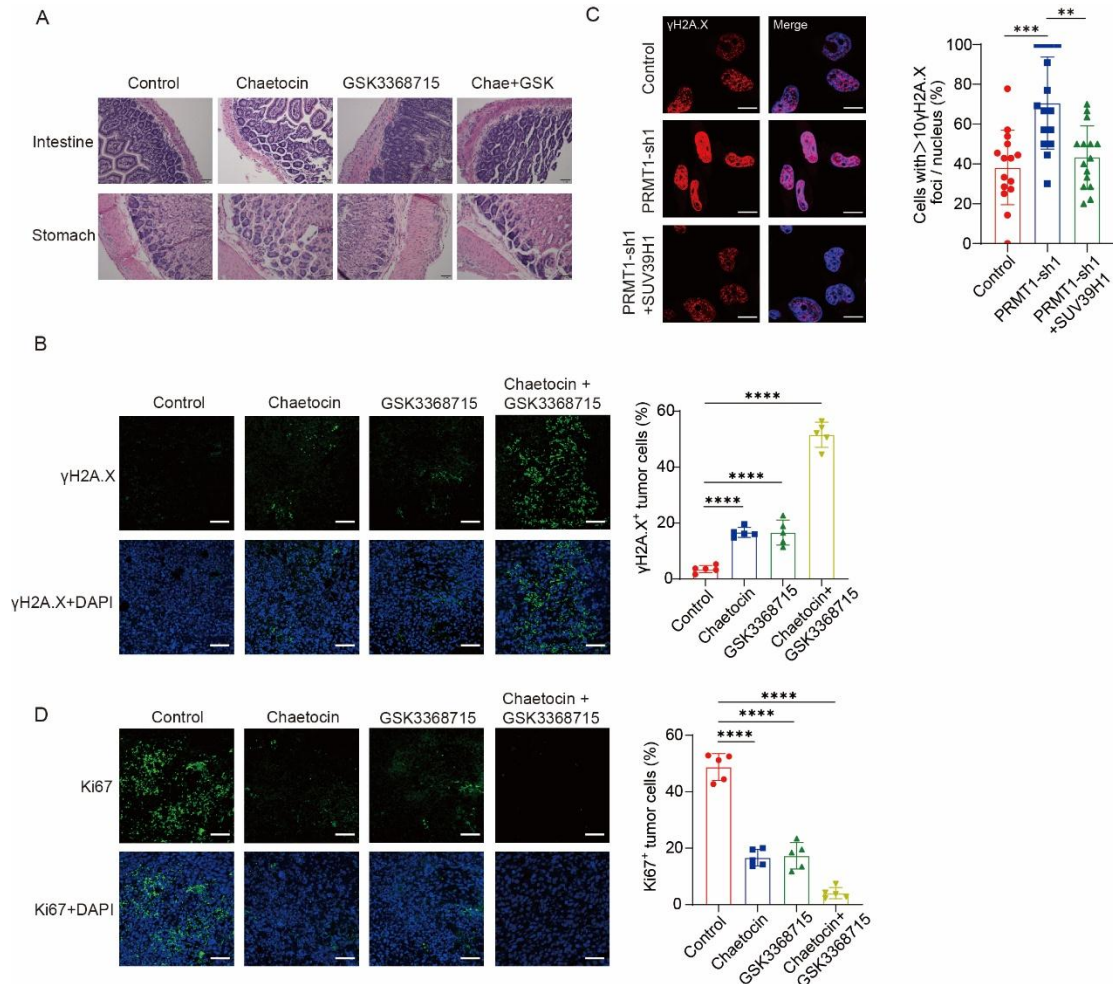 A
Control
Chaetocin
GSK3368715
Chae+GSK
Intestine
Stomach
C
γH2A.X
Merge
Control
PRMT1-sh1
PRMT1-sh1
+SUV39H1
***
**
Cells with>10γH2A.X
foci / nucleus (%)
100
80
60
40
20
0
Control
PRMT1-sh1
PRMT1-sh1
+SUV39H1
B
Control
Chaetocin
GSK3368715
Chaetocin +
GSK3368715
γH2A.X
γH2A.X+DAPI
****
****
****
γH2A.X⁺ tumor cells (%)
60
40
20
0
Control
Chaetocin
GSK3368715
Chaetocin+
GSK3368715
D
Control
Chaetocin
GSK3368715
Chaetocin +
GSK3368715
Ki67
Ki67+DAPI
****
****
****
Ki67⁺ tumor cells (%)
60
40
20
0
Control
Chaetocin
GSK3368715
Chaetocin+
GSK3368715